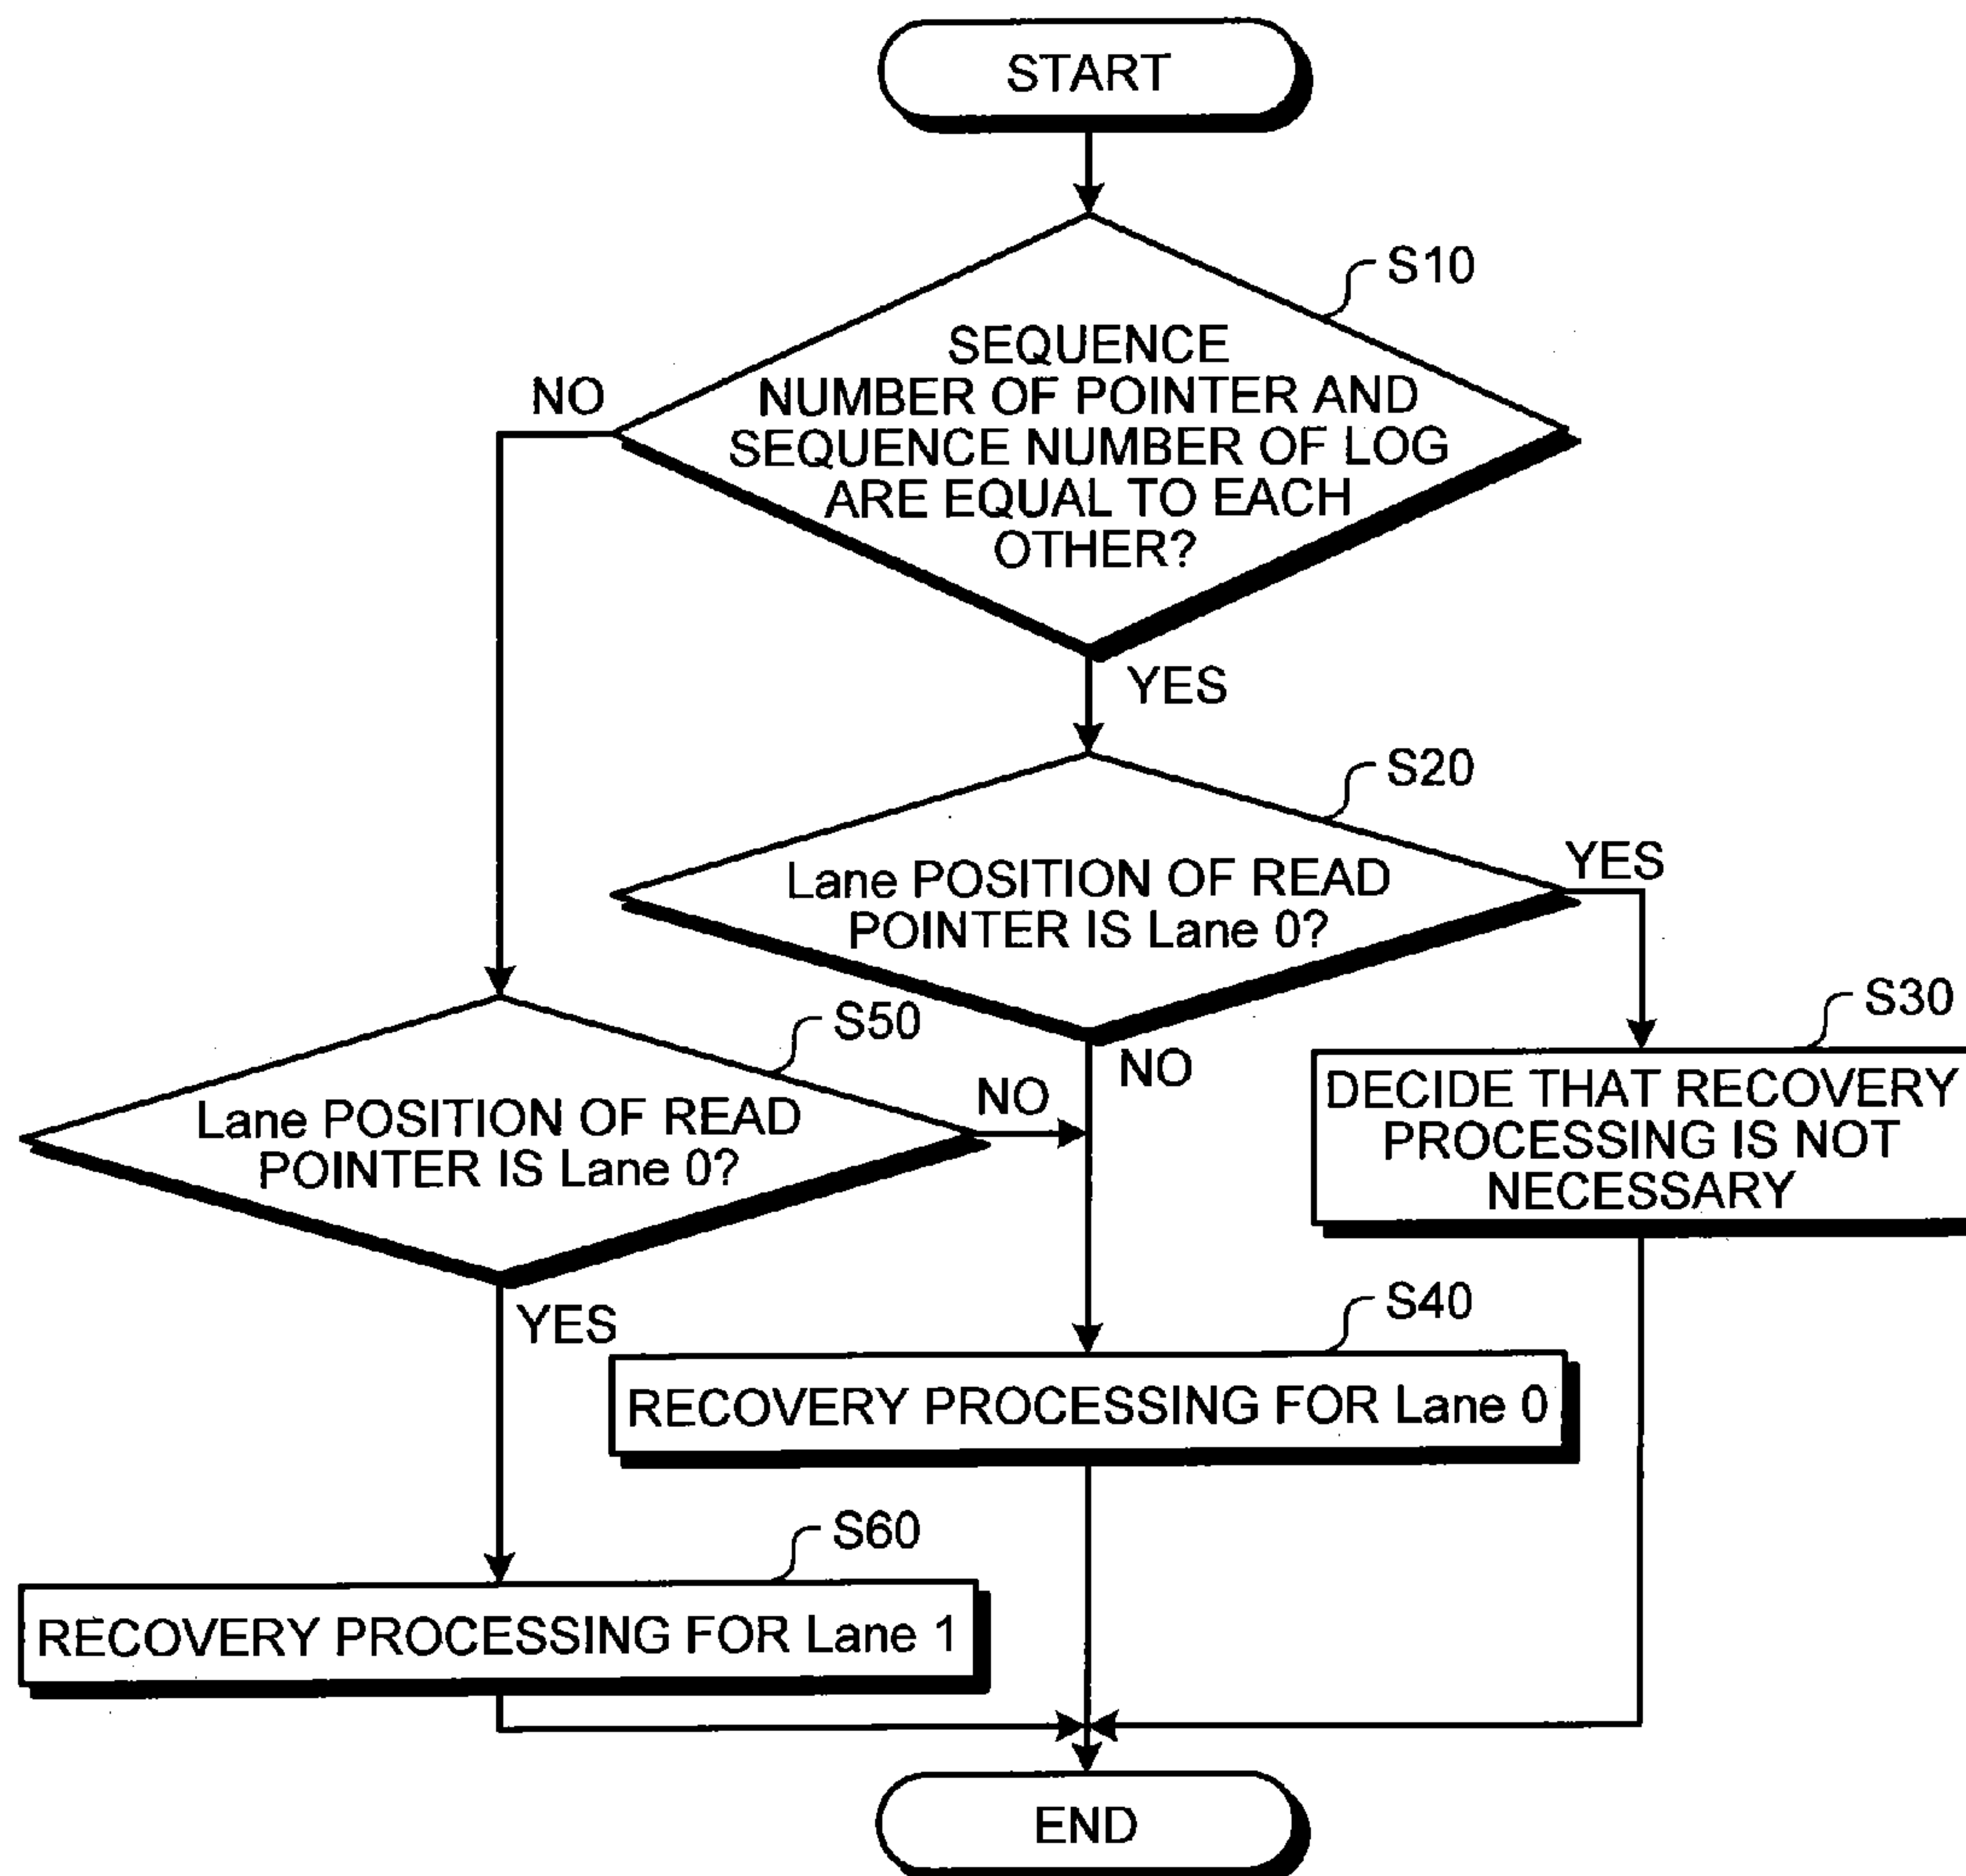 START
S10
SEQUENCE
NUMBER OF POINTER AND
SEQUENCE NUMBER OF LOG
ARE EQUAL TO EACH
OTHER?
NO
YES
S20
Lane POSITION OF READ
POINTER IS Lane 0?
YES
NO
S30
DECIDE THAT RECOVERY
PROCESSING IS NOT
NECESSARY
S50
Lane POSITION OF READ
POINTER IS Lane 0?
NO
YES
S40
RECOVERY PROCESSING FOR Lane 0
S60
RECOVERY PROCESSING FOR Lane 1
END